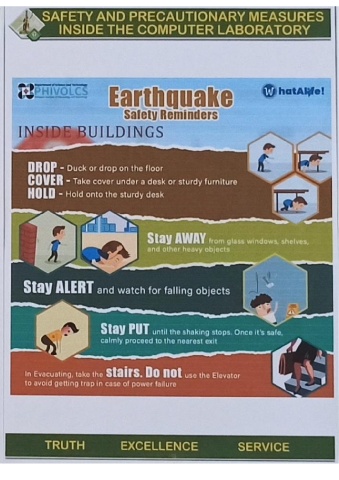 SAFETY AND PRECAUTIONARY MEASURES
INSIDE THE COMPUTER LABORATORY
PHIVOLCS
WhatAlife!
Earthquake
Safety Reminders
INSIDE BUILDINGS
DROP - Duck or drop on the floor
COVER - Take cover under a desk or sturdy furniture
HOLD - Hold onto the sturdy desk
Stay AWAY from glass windows, shelves,
and other heavy objects
Stay ALERT and watch for falling objects
Stay PUT until the shaking stops. Once it's safe,
calmly proceed to the nearest exit
In Evacuating, take the stairs. Do not use the Elevator
to avoid getting trap in case of power failure
TRUTH EXCELLENCE SERVICE